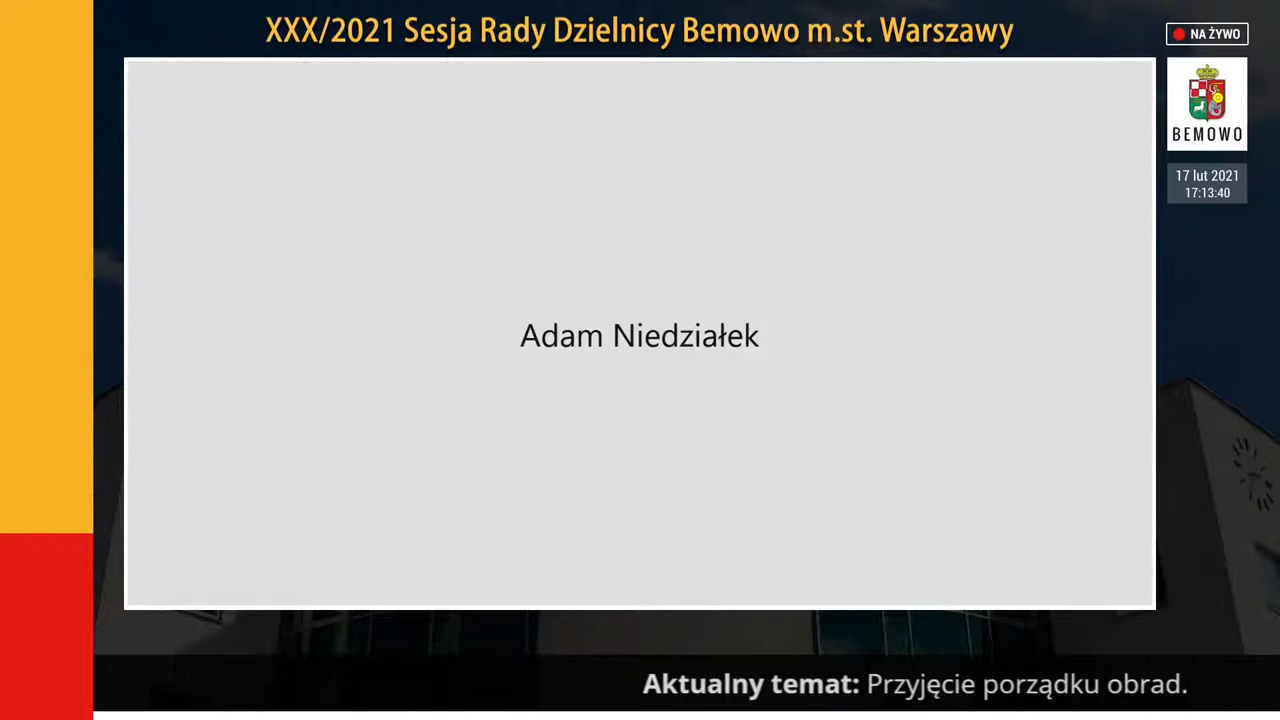 XXX/2021 Sesja Rady Dzielnicy Bemowo m.st. Warszawy
NA ŻYWO
BEMOWO
17 lut 2021
17:13:40
Adam Niedziałek
Aktualny temat: Przyjęcie porządku obrad.